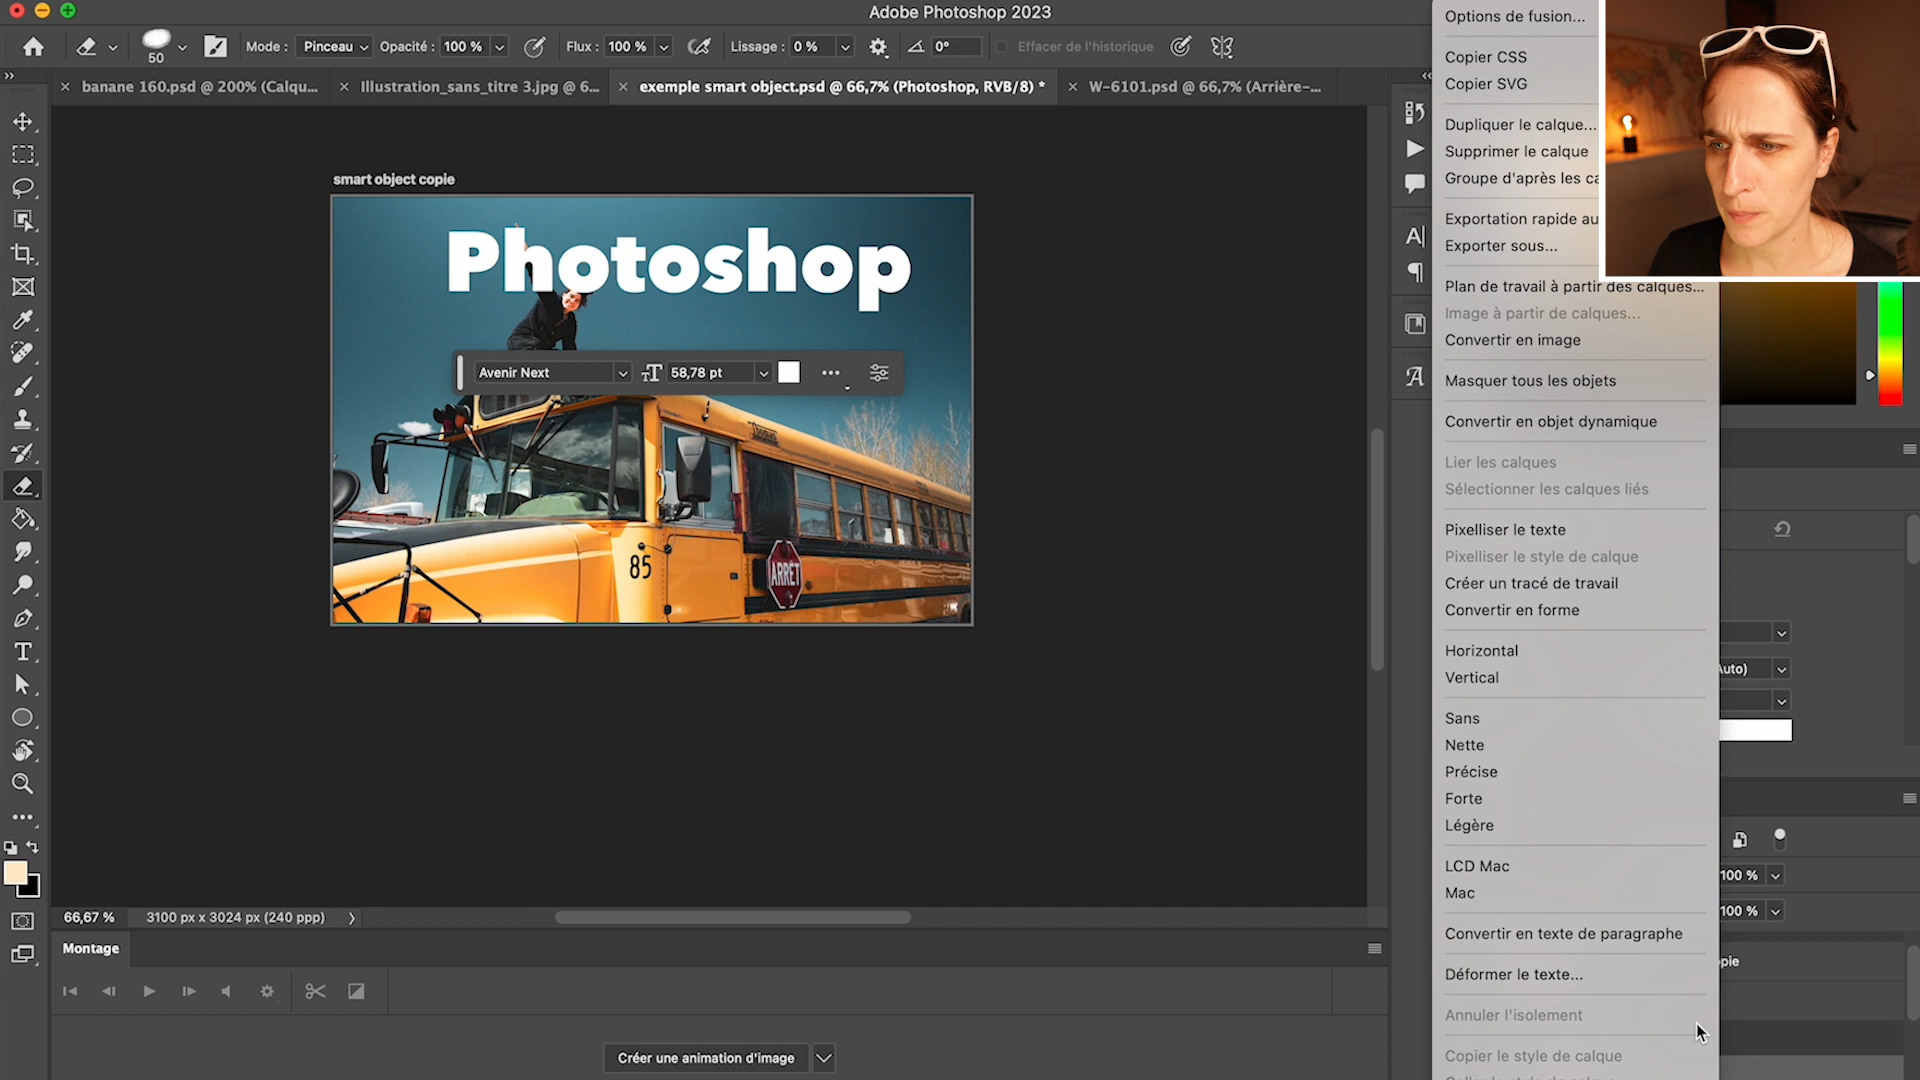 Adobe Photoshop 2023
50
Mode :
Pinceau
Opacité :
100 %
Flux :
100 %
Lissage :
0 %
0°
Effacer de l'historique
banane 160.psd @ 200% (Calqu...
Illustration_sans_titre 3.jpg @ 6...
exemple smart object.psd @ 66,7% (Photoshop, RVB/8) *
W-6101.psd @ 66,7% (Arrière-...
smart object copie
Photoshop
Avenir Next
58,78 pt
85
ARRÊT
66,67 %
3100 px x 3024 px (240 ppp)
Montage
Créer une animation d'image
Options de fusion...
Copier CSS
Copier SVG
Dupliquer le calque...
Supprimer le calque
Groupe d'après les ca
Exportation rapide au
Exporter sous...
Plan de travail à partir des calques...
Image à partir de calques...
Convertir en image
Masquer tous les objets
Convertir en objet dynamique
Lier les calques
Sélectionner les calques liés
Pixelliser le texte
Pixelliser le style de calque
Créer un tracé de travail
Convertir en forme
Horizontal
Vertical
Sans
Nette
Précise
Forte
Légère
LCD Mac
Mac
Convertir en texte de paragraphe
Déformer le texte...
Annuler l'isolement
Copier le style de calque
Auto)
100 %
100 %
opie